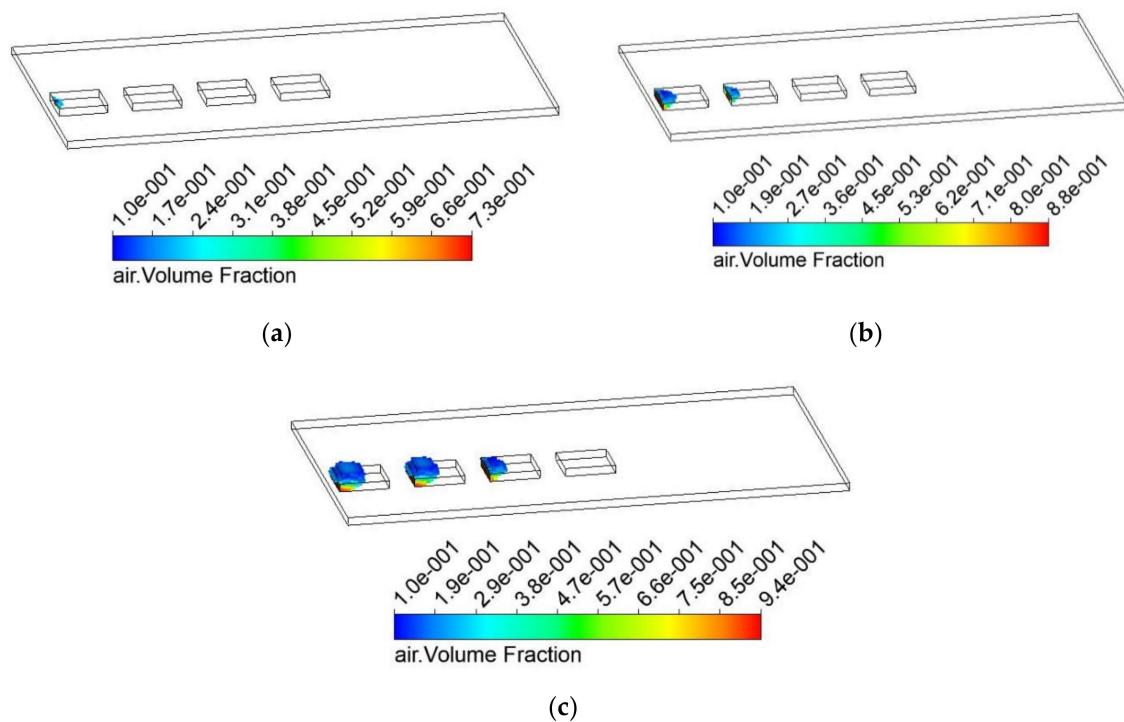 1.0e-001
1.7e-001
2.4e-001
3.1e-001
3.8e-001
4.5e-001
5.2e-001
5.9e-001
6.6e-001
7.3e-001
air.Volume Fraction
(a)
1.0e-001
1.9e-001
2.7e-001
3.6e-001
4.5e-001
5.3e-001
6.2e-001
7.1e-001
8.0e-001
8.8e-001
air.Volume Fraction
(b)
1.0e-001
1.9e-001
2.9e-001
3.8e-001
4.7e-001
5.7e-001
6.6e-001
7.5e-001
8.5e-001
9.4e-001
air.Volume Fraction
(c)